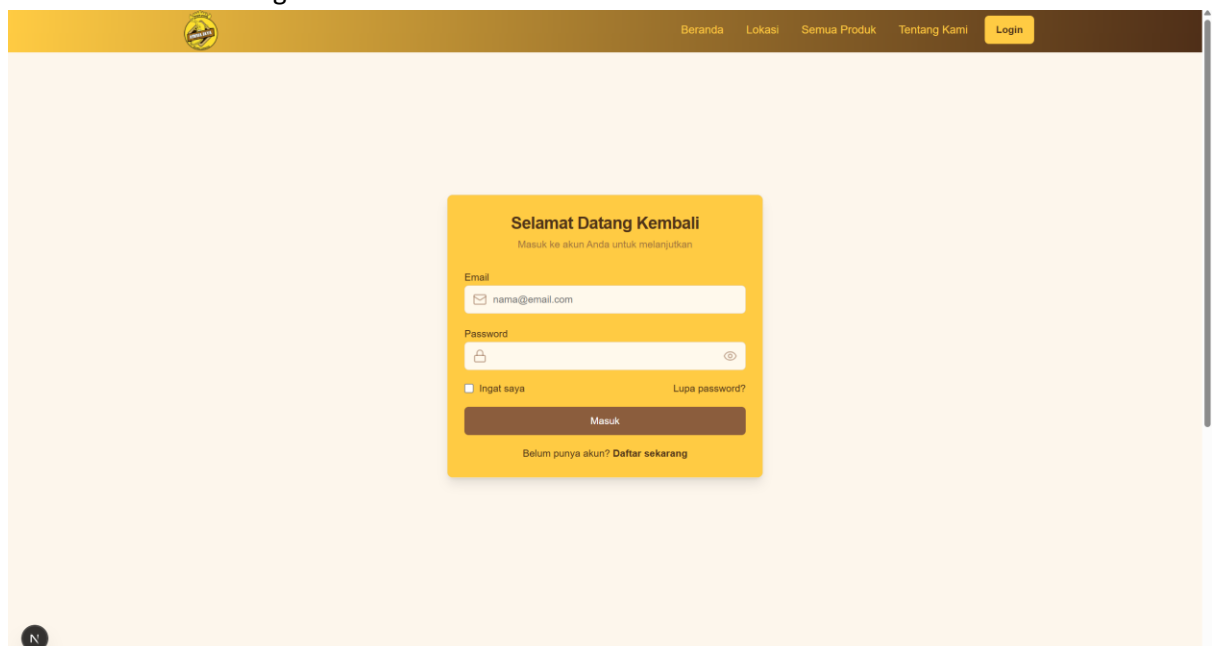 Beranda Lokasi Semua Produk Tentang Kami Login
Selamat Datang Kembali
Masuk ke akun Anda untuk melanjutkan
Email
nama@email.com
Password
Ingat saya Lupa password?
Masuk
Belum punya akun? Daftar sekarang
N